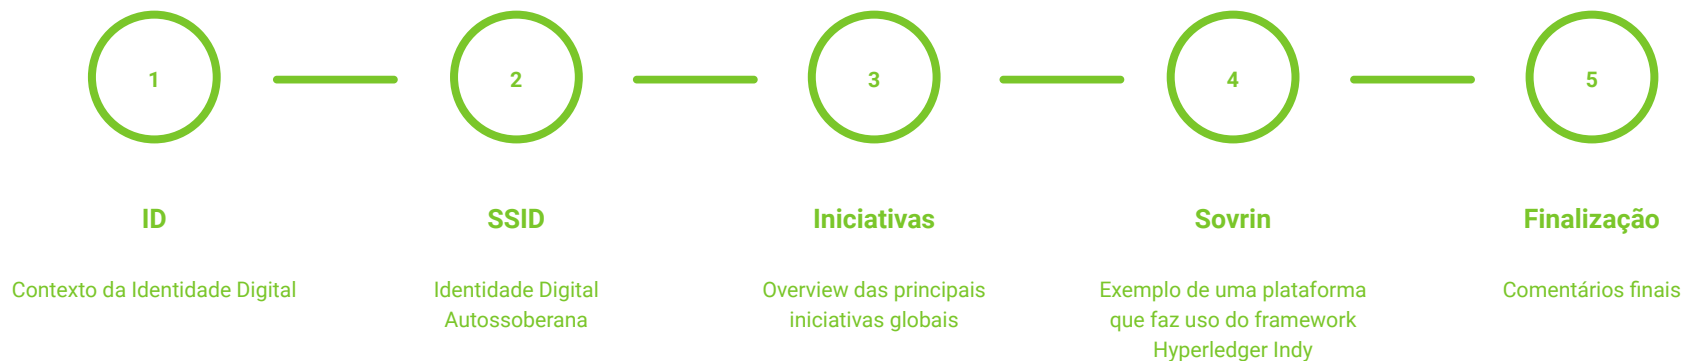 1
2
3
4
5
ID
SSID
Iniciativas
Sovrin
Finalização
Contexto da Identidade Digital
Identidade Digital
Autossoberana
Overview das principais
iniciativas globais
Exemplo de uma plataforma
que faz uso do framework
Hyperledger Indy
Comentários finais